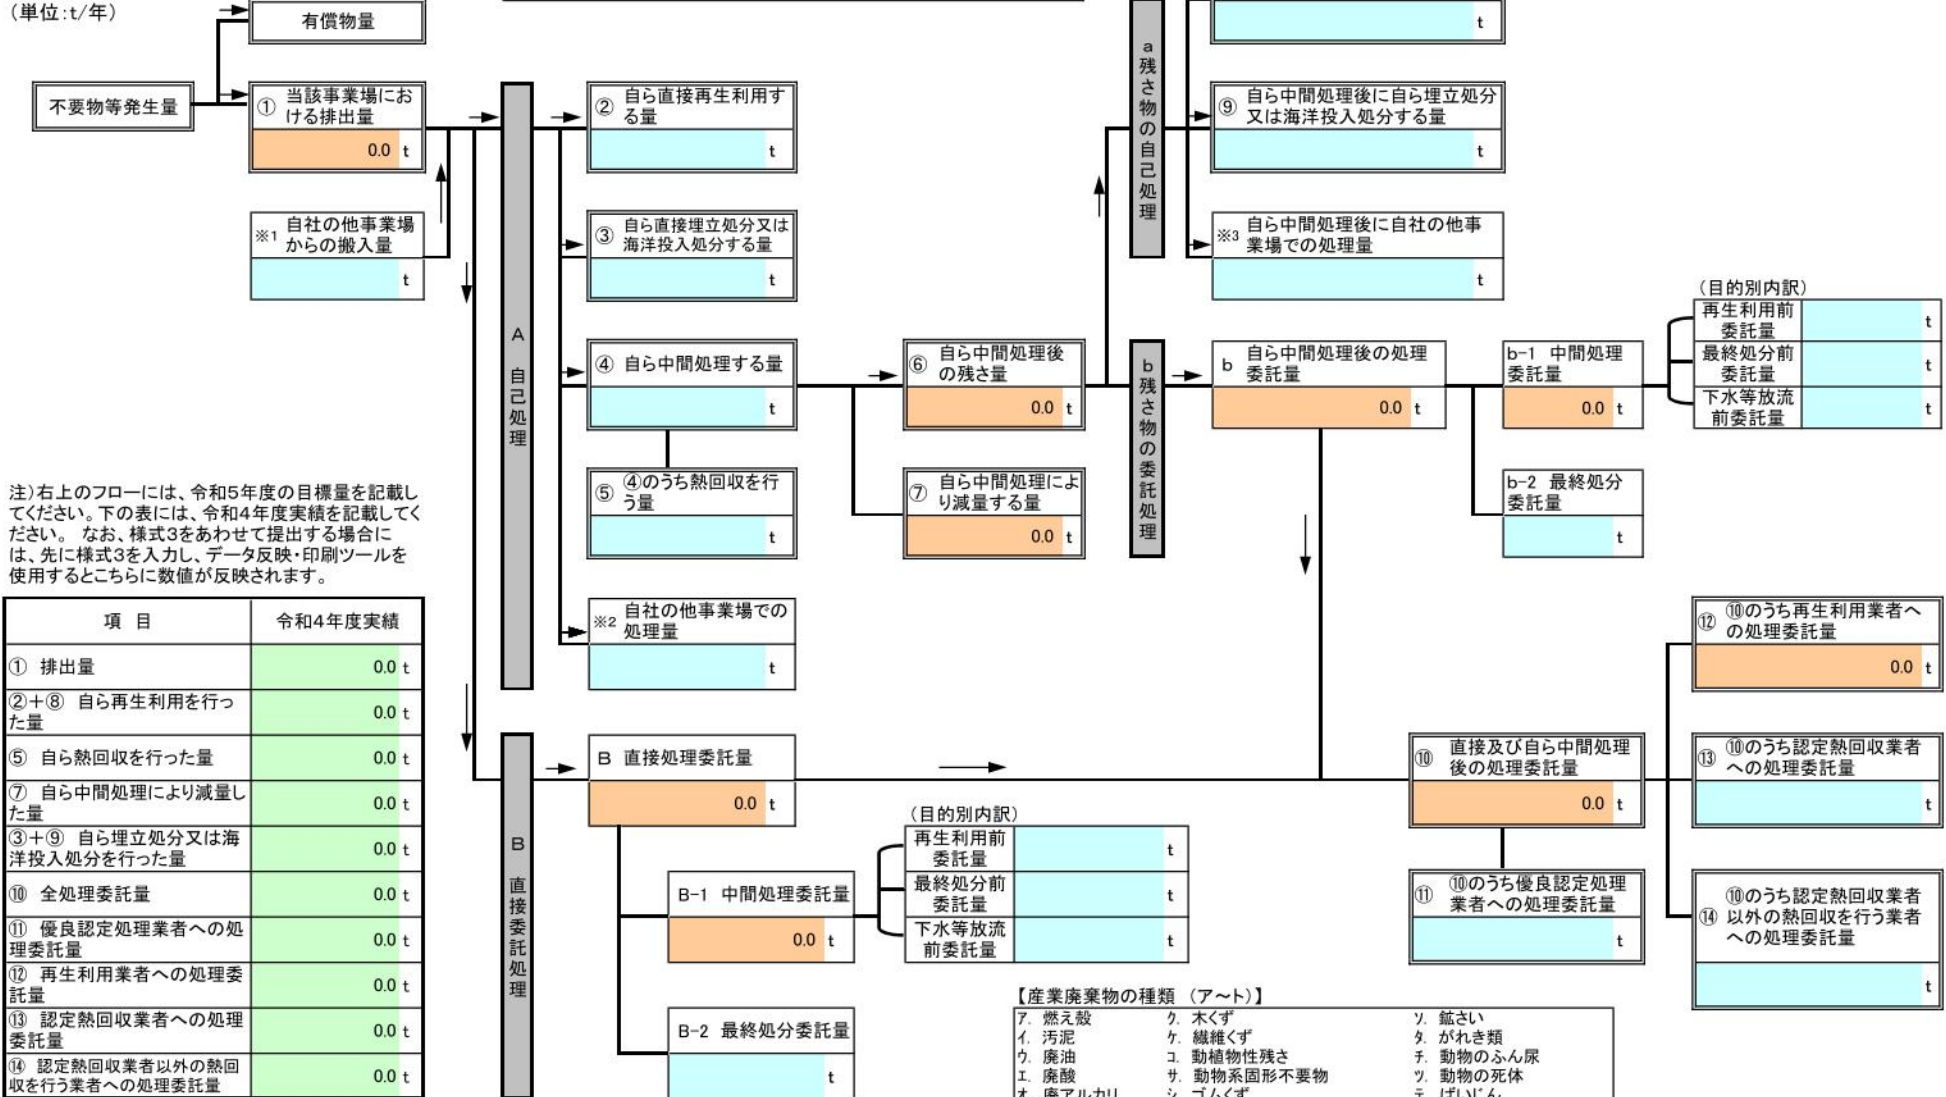 (単位:t/年)
有償物量
t
不要物等発生量
① 当該事業場にお
ける排出量
0.0 t
※1 自社の他事業場
からの搬入量
t
A 自己処理
② 自ら直接再生利用す
る量
t
③ 自ら直接埋立処分又は
海洋投入処分する量
t
④ 自ら中間処理する量
t
⑤ ④のうち熱回収を行
う量
t
※2 自社の他事業場での
処理量
t
⑥ 自ら中間処理後
の残さ量
0.0 t
⑦ 自ら中間処理によ
り減量する量
0.0 t
a 残さ物の自己処理
⑨ 自ら中間処理後に自ら埋立処分
又は海洋投入処分する量
t
※3 自ら中間処理後に自社の他事
業場での処理量
t
b 残さ物の委託処理
b 自ら中間処理後の処理
委託量
0.0 t
b-1 中間処理
委託量
0.0 t
b-2 最終処分
委託量
t
(目的別内訳)
再生利用前
委託量
t
最終処分前
委託量
t
下水等放流
前委託量
t
注)右上のフローには、令和5年度の目標量を記載し
てください。下の表には、令和4年度実績を記載してく
ださい。 なお、様式3をあわせて提出する場合に
は、先に様式3を入力し、データ反映・印刷ツールを
使用するとこちらに数値が反映されます。
項 目 令和4年度実績
① 排出量 0.0 t
②+⑧ 自ら再生利用を行っ
た量 0.0 t
⑤ 自ら熱回収を行った量 0.0 t
⑦ 自ら中間処理により減量し
た量 0.0 t
③+⑨ 自ら埋立処分又は海
洋投入処分を行った量 0.0 t
⑩ 全処理委託量 0.0 t
⑪ 優良認定処理業者への処
理委託量 0.0 t
⑫ 再生利用業者への処理委
託量 0.0 t
⑬ 認定熱回収業者への処理
委託量 0.0 t
⑭ 認定熱回収業者以外の熱回
収を行う業者への処理委託量 0.0 t
B 直接委託処理
B 直接処理委託量
0.0 t
B-1 中間処理委託量
0.0 t
B-2 最終処分委託量
t
(目的別内訳)
再生利用前
委託量
t
最終処分前
委託量
t
下水等放流
前委託量
t
⑩ 直接及び自ら中間処理
後の処理委託量
0.0 t
⑪ ⑩のうち優良認定処理
業者への処理委託量
t
⑫ ⑩のうち再生利用業者へ
の処理委託量
0.0 t
⑬ ⑩のうち認定熱回収業者
への処理委託量
t
⑭ ⑩のうち認定熱回収業者
以外の熱回収を行う業者
への処理委託量
t
【産業廃棄物の種類 (ア~ト)】
ア. 燃え殻 ク. 木くず ソ. 鉱さい
イ. 汚泥 ケ. 繊維くず タ. がれき類
ウ. 廃油 コ. 動植物性残さ チ. 動物のふん尿
エ. 廃酸 サ. 動物系固形不要物 ツ. 動物の死体
オ. 廃アルカリ シ. ゴムくず テ. ばいじん